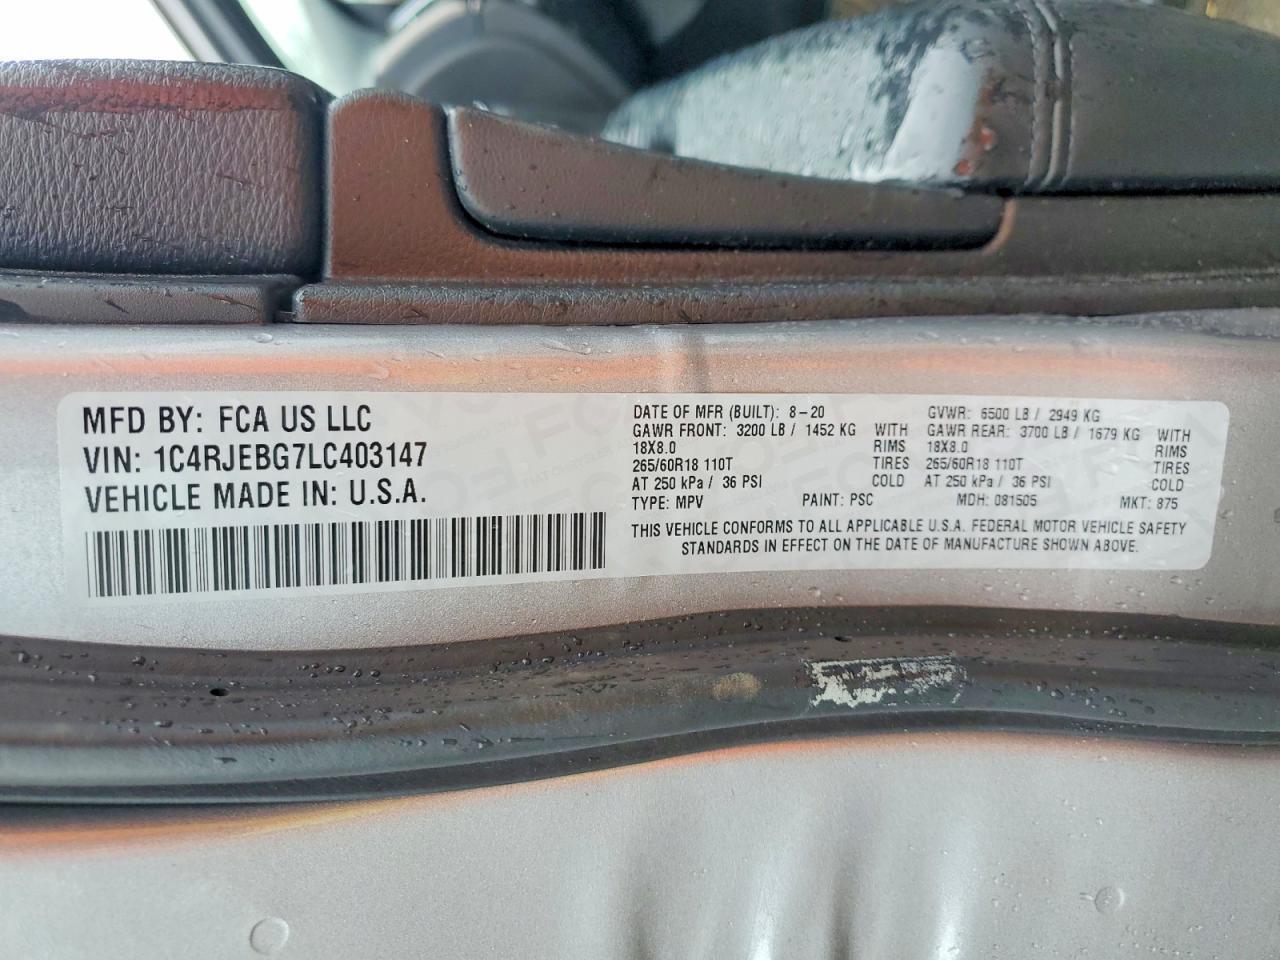 MFD BY: FCA US LLC
VIN: 1C4RJEBG7LC403147
VEHICLE MADE IN: U.S.A.
DATE OF MFR (BUILT): 8-20 GVWR: 6500 LB / 2949 KG
GAWR FRONT: 3200 LB / 1452 KG WITH GAWR REAR: 3700 LB / 1679 KG WITH
18X8.0 RIMS 18X8.0 RIMS
265/60R18 110T TIRES 265/60R18 110T TIRES
AT 250 kPa / 36 PSI COLD AT 250 kPa / 36 PSI COLD
TYPE: MPV PAINT: PSC MDH: 081505 MKT: 875
THIS VEHICLE CONFORMS TO ALL APPLICABLE U.S.A. FEDERAL MOTOR VEHICLE SAFETY
STANDARDS IN EFFECT ON THE DATE OF MANUFACTURE SHOWN ABOVE.